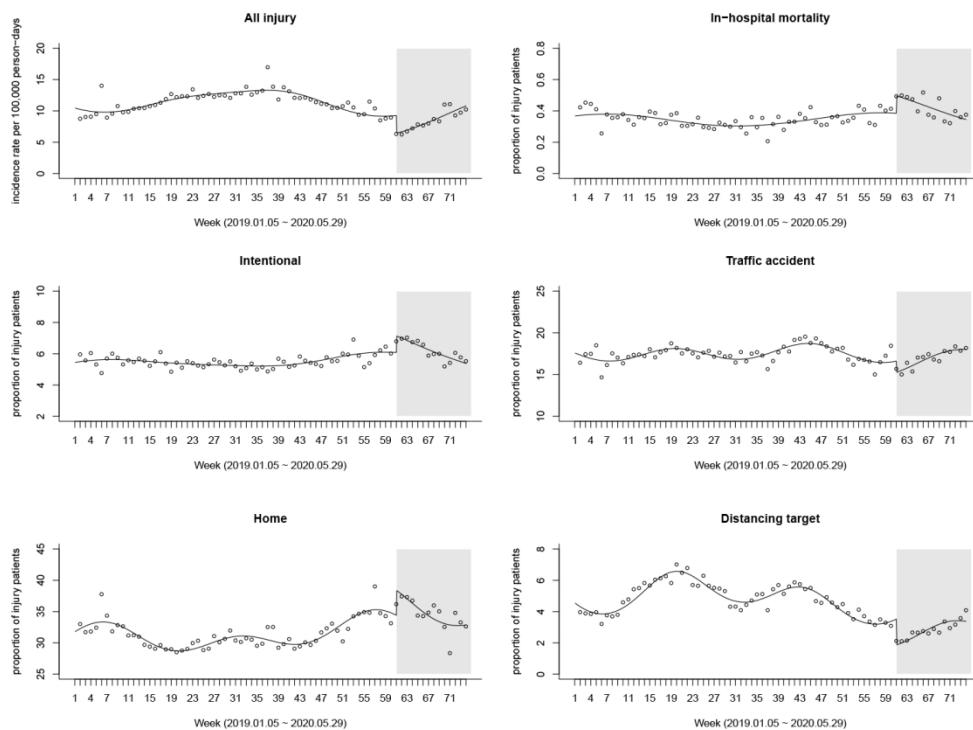 All injury
incidence rate per 100,000 person-days
20
15
10
5
0
1 4 7 11 15 19 23 27 31 35 39 43 47 51 55 59 63 67 71
Week (2019.01.05 ~ 2020.05.29)
In-hospital mortality
proportion of injury patients
0.8
0.6
0.4
0.2
0.0
1 4 7 11 15 19 23 27 31 35 39 43 47 51 55 59 63 67 71
Week (2019.01.05 ~ 2020.05.29)
Intentional
proportion of injury patients
10
8
6
4
2
1 4 7 11 15 19 23 27 31 35 39 43 47 51 55 59 63 67 71
Week (2019.01.05 ~ 2020.05.29)
Traffic accident
proportion of injury patients
25
20
15
10
1 4 7 11 15 19 23 27 31 35 39 43 47 51 55 59 63 67 71
Week (2019.01.05 ~ 2020.05.29)
Home
proportion of injury patients
45
40
35
30
25
1 4 7 11 15 19 23 27 31 35 39 43 47 51 55 59 63 67 71
Week (2019.01.05 ~ 2020.05.29)
Distancing target
proportion of injury patients
8
6
4
2
0
1 4 7 11 15 19 23 27 31 35 39 43 47 51 55 59 63 67 71
Week (2019.01.05 ~ 2020.05.29)